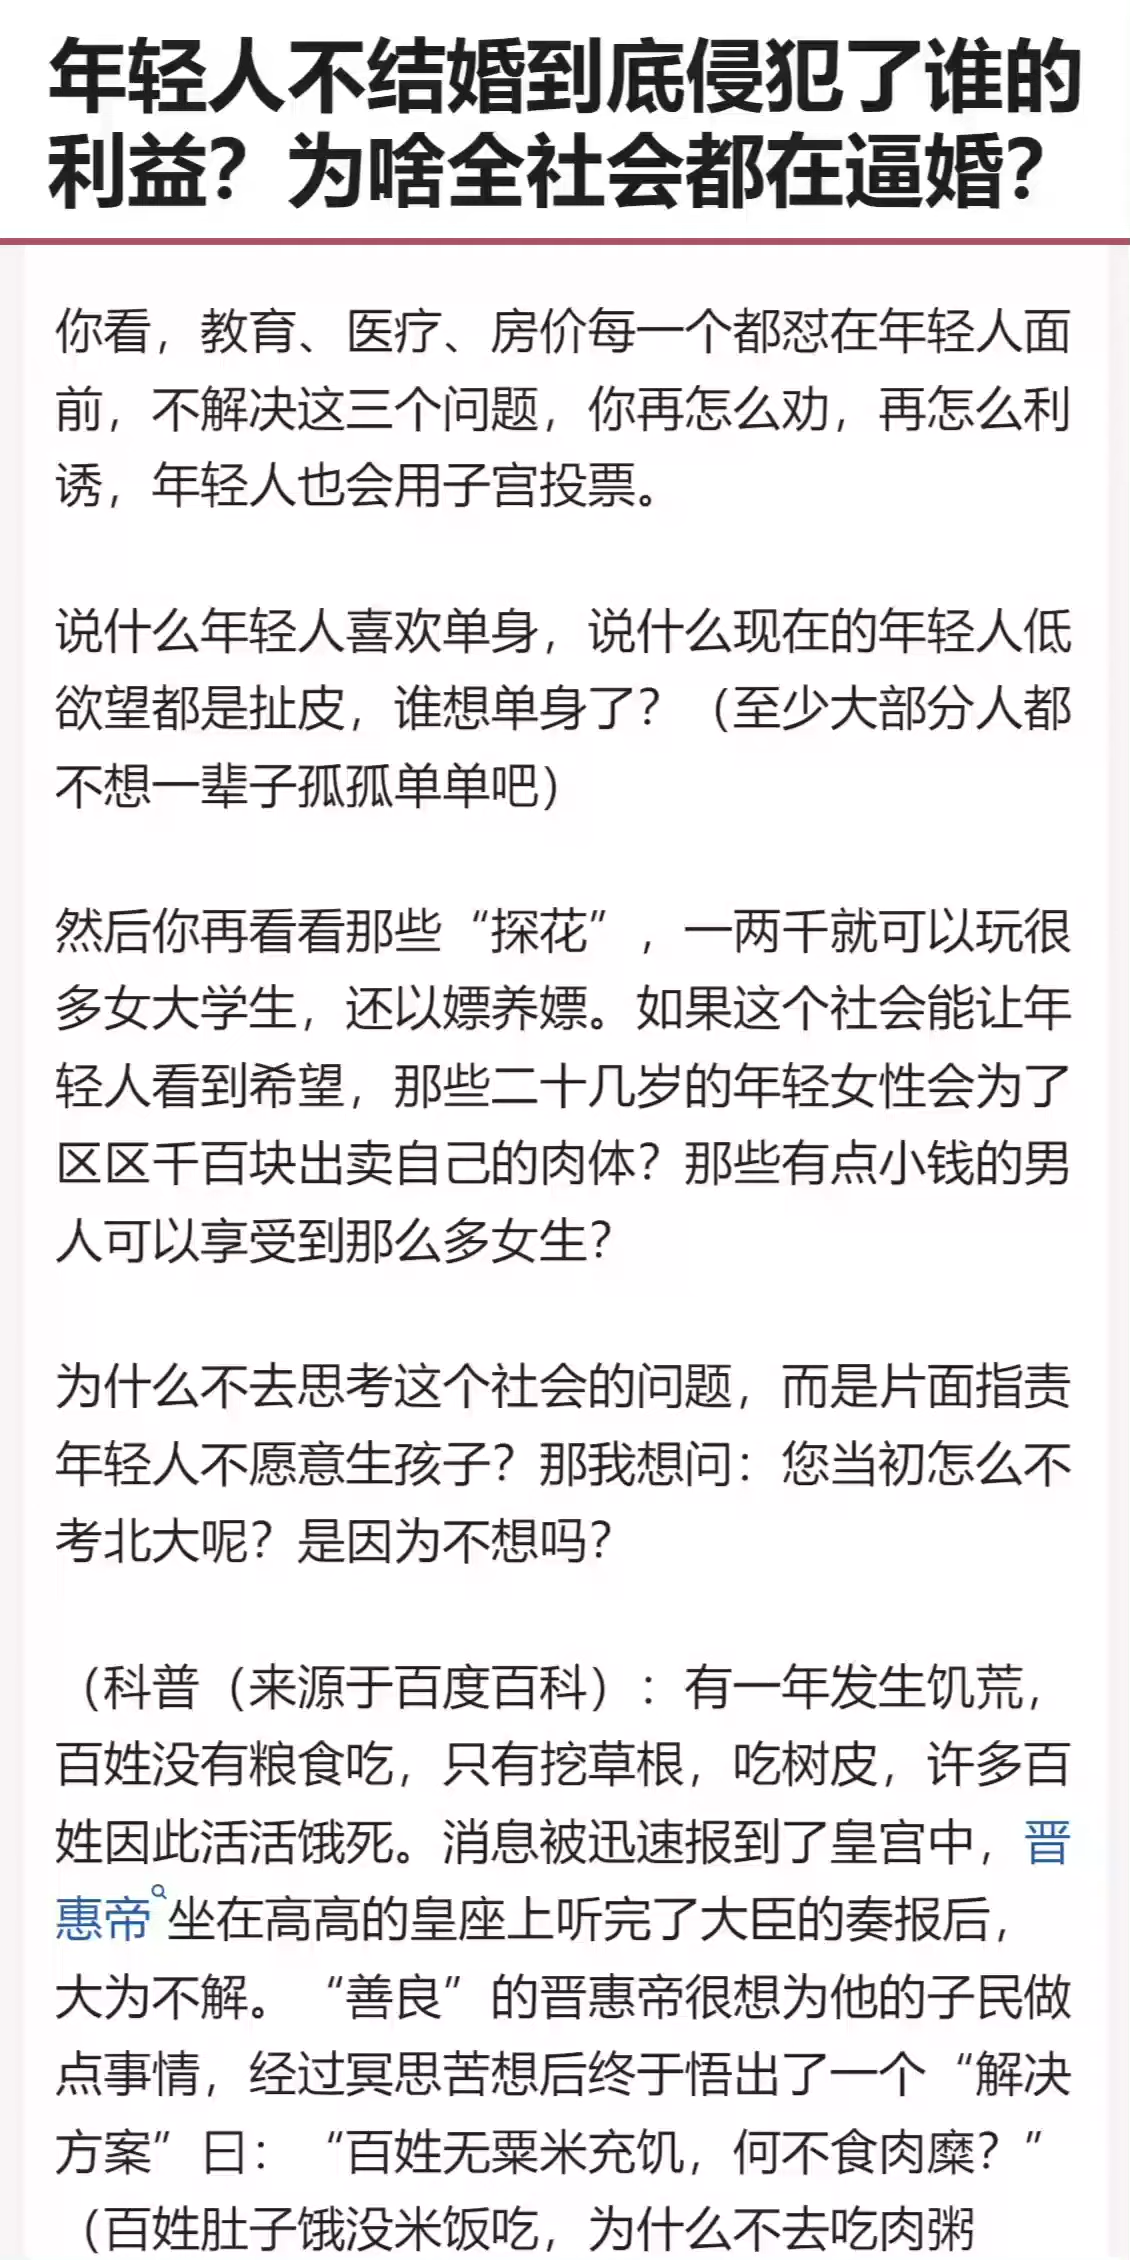 年轻人不结婚到底侵犯了谁的
利益？为啥全社会都在逼婚？
你看，教育、医疗、房价每一个都怼在年轻人面
前，不解决这三个问题，你再怎么劝，再怎么利
诱，年轻人也会用子宫投票。
说什么年轻人喜欢单身，说什么现在的年轻人低
欲望都是扯皮，谁想单身了？（至少大部分人都
不想一辈子孤孤单单吧）
然后你再看看那些“探花”，一两千就可以玩很
多女大学生，还以嫖养嫖。如果这个社会能让年
轻人看到希望，那些二十几岁的年轻女性会为了
区区千百块出卖自己的肉体？那些有点小钱的男
人可以享受到那么多女生？
为什么不去思考这个社会的问题，而是片面指责
年轻人不愿意生孩子？那我想问：您当初怎么不
考北大呢？是因为不想吗？
（科普（来源于百度百科）：有一年发生饥荒，
百姓没有粮食吃，只有挖草根，吃树皮，许多百
姓因此活活饿死。消息被迅速报到了皇宫中，晋
惠帝坐在高高的皇座上听完了大臣的奏报后，
大为不解。“善良”的晋惠帝很想为他的子民做
点事情，经过冥思苦想后终于悟出了一个“解决
方案”曰：“百姓无粟米充饥，何不食肉糜？”
（百姓肚子饿没米饭吃，为什么不去吃肉粥